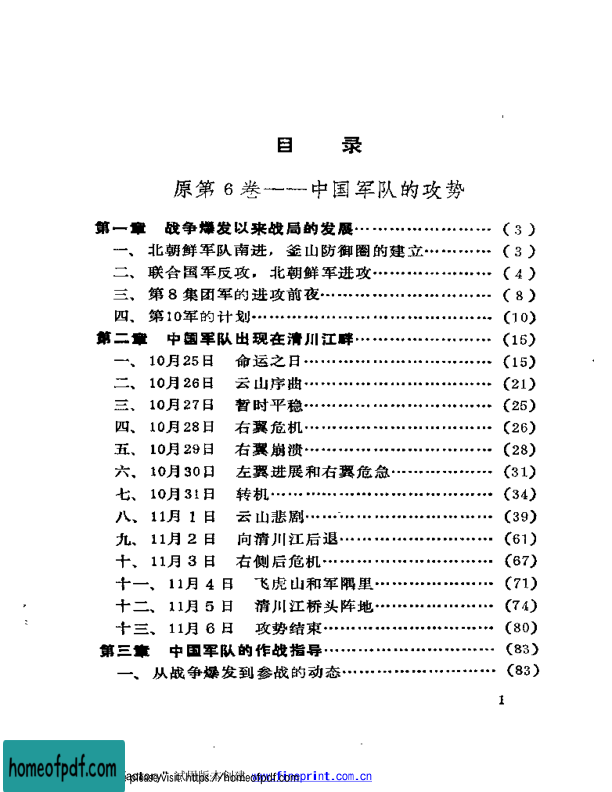 目 录
原第6卷——中国军队的攻势
第一章 战争爆发以来战局的发展……………………(3)
一、北朝鲜军队南进，釜山防御圈的建立…………(3)
二、联合国军反攻，北朝鲜军进攻…………………(4)
三、第8集团军的进攻前夜…………………………(8)
四、第10军的计划……………………………………(10)
第二章 中国军队出现在清川江畔……………………(15)
一、10月25日 命运之日……………………………(15)
二、10月26日 云山序曲……………………………(21)
三、10月27日 暂时平稳……………………………(25)
四、10月28日 右翼危机……………………………(26)
五、10月29日 右翼崩溃……………………………(28)
六、10月30日 左翼进展和右翼危急………………(31)
七、10月31日 转机…………………………………(34)
八、11月1日 云山悲剧……………………………(39)
九、11月2日 向清川江后退………………………(61)
十、11月3日 右侧后危机…………………………(67)
十一、11月4日 飞虎山和军隅里…………………(71)
十二、11月5日 清川江桥头阵地…………………(74)
十三、11月6日 攻势结束…………………………(80)
第三章 中国军队的作战指导…………………………(83)
一、从战争爆发到参战的动态………………………(83)
1
homeofpdf.com
please visit: https://homeofpdf.com
试用版本创建 www.fineprint.com.cn